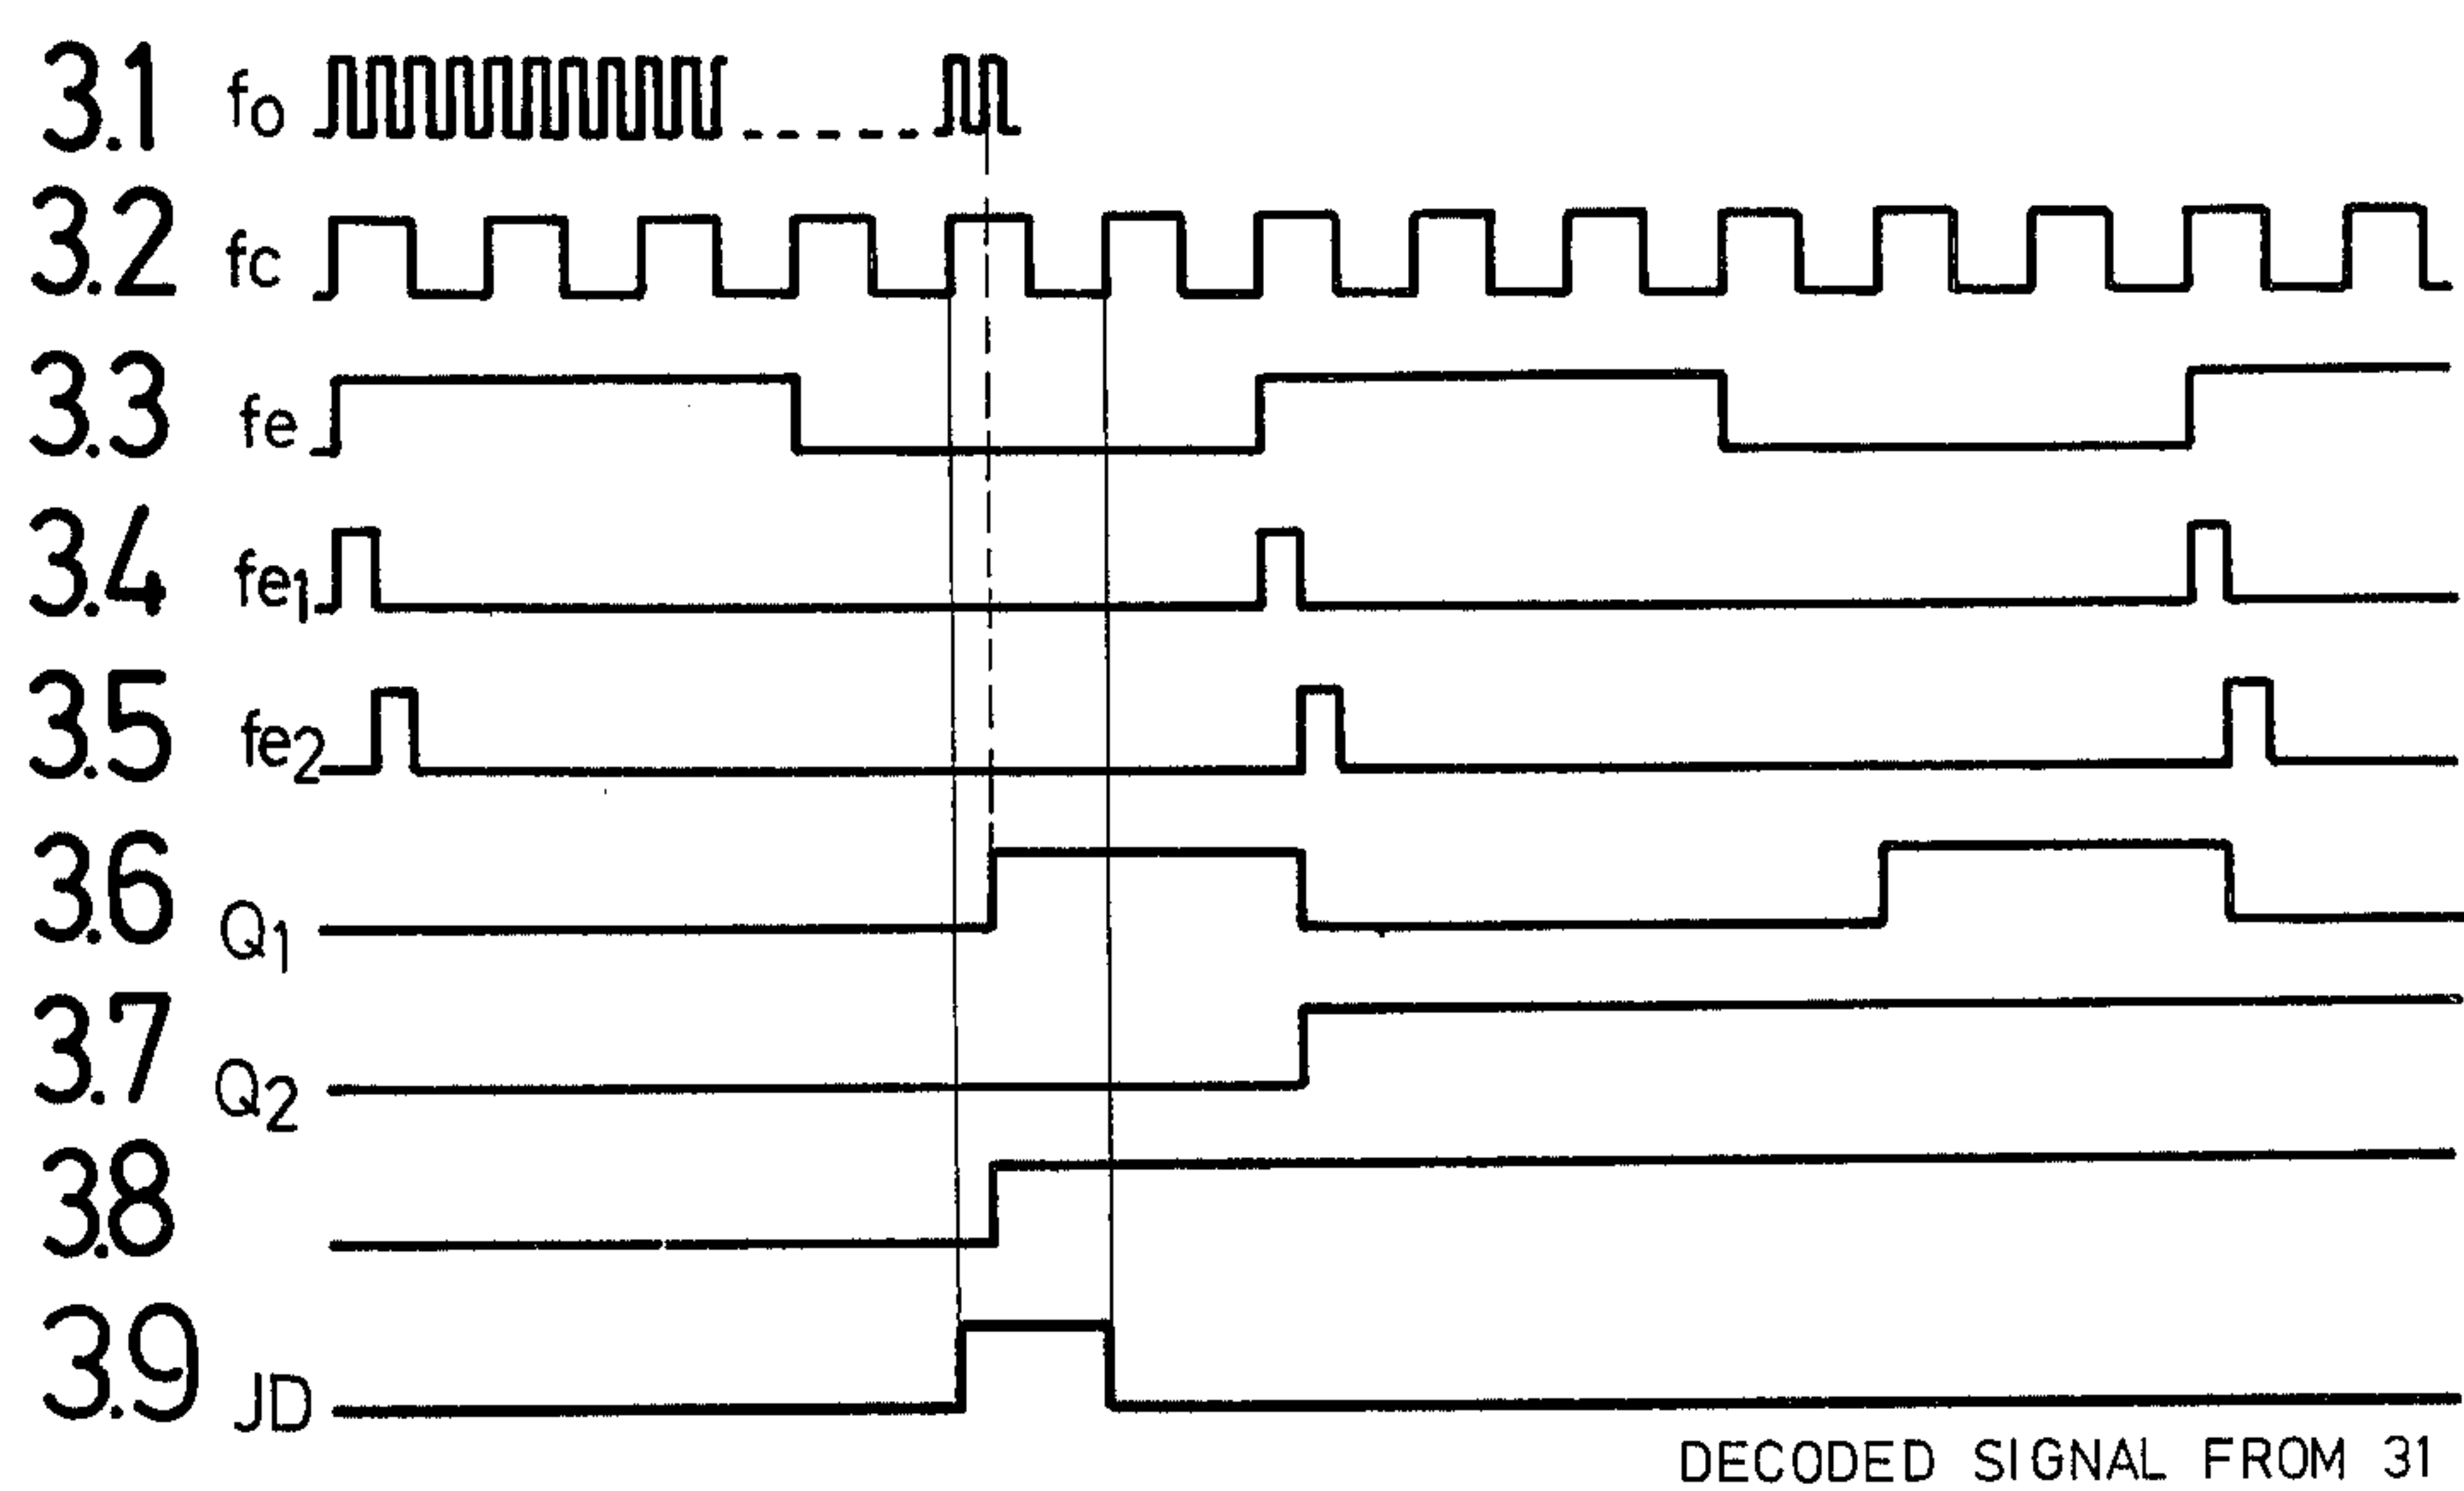 3.1 fo
3.2 fc
3.3 fe
3.4 fe1
3.5 fe2
3.6 Q1
3.7 Q2
3.8
3.9 JD
DECODED SIGNAL FROM 31